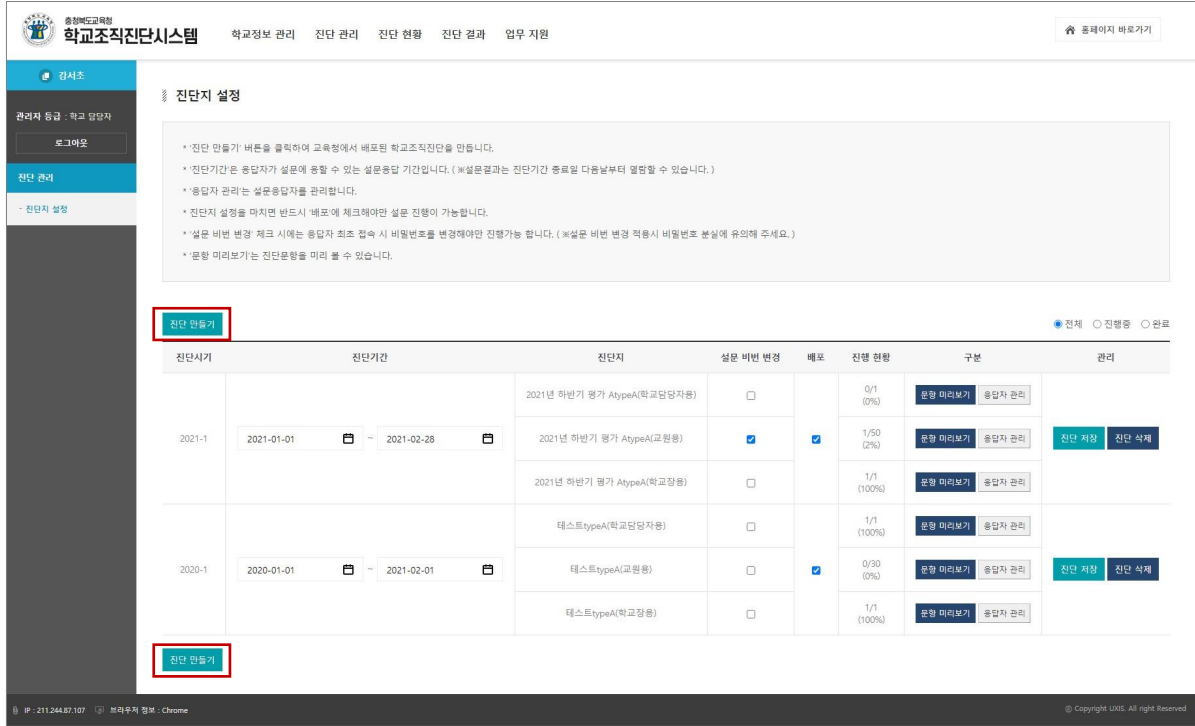 충청북도교육청
학교조직진단시스템
학교정보 관리 진단 관리 진단 현황 진단 결과 업무 지원
홈페이지 바로가기
감서초
관리자 등급 : 학교 담당자
로그아웃
진단 관리
- 진단지 설정
진단지 설정
* '진단 만들기' 버튼을 클릭하여 교육청에서 배포된 학교조직진단을 만듭니다.
* '진단기간'은 응답자가 설문에 응할 수 있는 설문응답 기간입니다. ( ※설문결과는 진단기간 종료일 다음날부터 열람할 수 있습니다. )
* '응답자 관리'는 설문응답자를 관리합니다.
* 진단지 설정을 마치면 반드시 '배포'에 체크해야만 설문 진행이 가능합니다.
* '설문 비번 변경' 체크 시에는 응답자 최초 접속 시 비밀번호를 변경해야만 진행가능 합니다. ( ※설문 비번 변경 적용시 비밀번호 분실에 유의해 주세요. )
* '문항 미리보기'는 진단문항을 미리 볼 수 있습니다.
진단 만들기
전체 진행중 완료
진단시기 진단기간 진단지 설문 비번 변경 배포 진행 현황 구분 관리
2021년 하반기 평가 AtypeA(학교담당자용) 0/1 (0%) 문항 미리보기 응답자 관리
2021-1 2021-01-01 ~ 2021-02-28 2021년 하반기 평가 AtypeA(교원용) 1/50 (2%) 문항 미리보기 응답자 관리 진단 저장 진단 삭제
2021년 하반기 평가 AtypeA(학교장용) 1/1 (100%) 문항 미리보기 응답자 관리
테스트typeA(학교담당자용) 1/1 (100%) 문항 미리보기 응답자 관리
2020-1 2020-01-01 ~ 2021-02-01 테스트typeA(교원용) 0/30 (0%) 문항 미리보기 응답자 관리 진단 저장 진단 삭제
테스트typeA(학교장용) 1/1 (100%) 문항 미리보기 응답자 관리
진단 만들기
IP : 211.244.87.107 브라우저 정보 : Chrome
ⓒ Copyright UXIS. All right Reserved